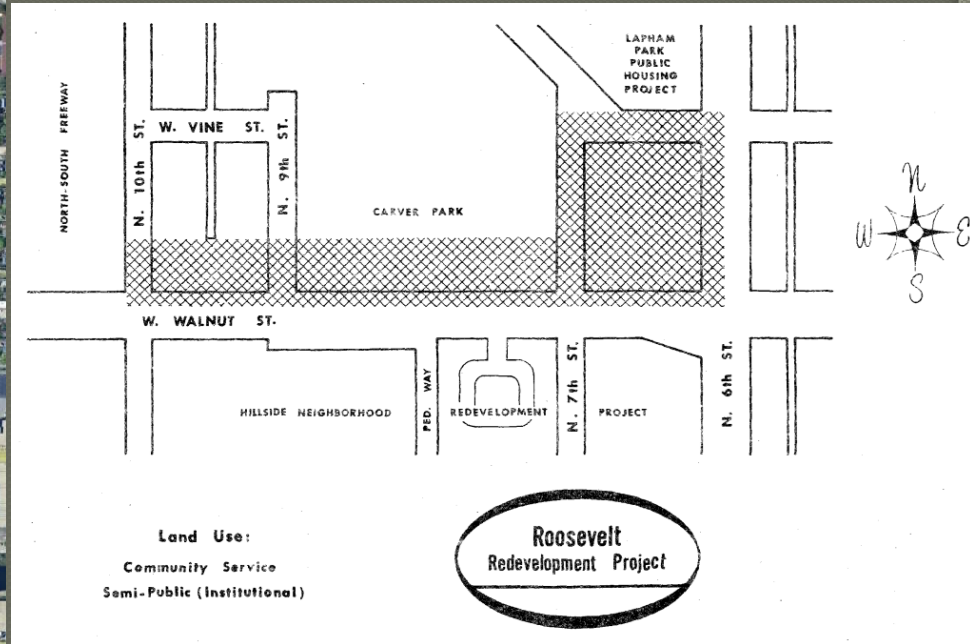 LAPHAM
PARK
PUBLIC
HOUSING
PROJECT
NORTH-SOUTH FREEWAY
N. 10th ST.
W. VINE ST.
N. 9th ST.
CARVER PARK
N
W E
S
W. WALNUT ST.
HILLSIDE NEIGHBORHOOD
PED. WAY
REDEVELOPMENT
N. 7th ST.
PROJECT
N. 6th ST.
Land Use:
Community Service
Semi-Public (Institutional)
Roosevelt
Redevelopment Project